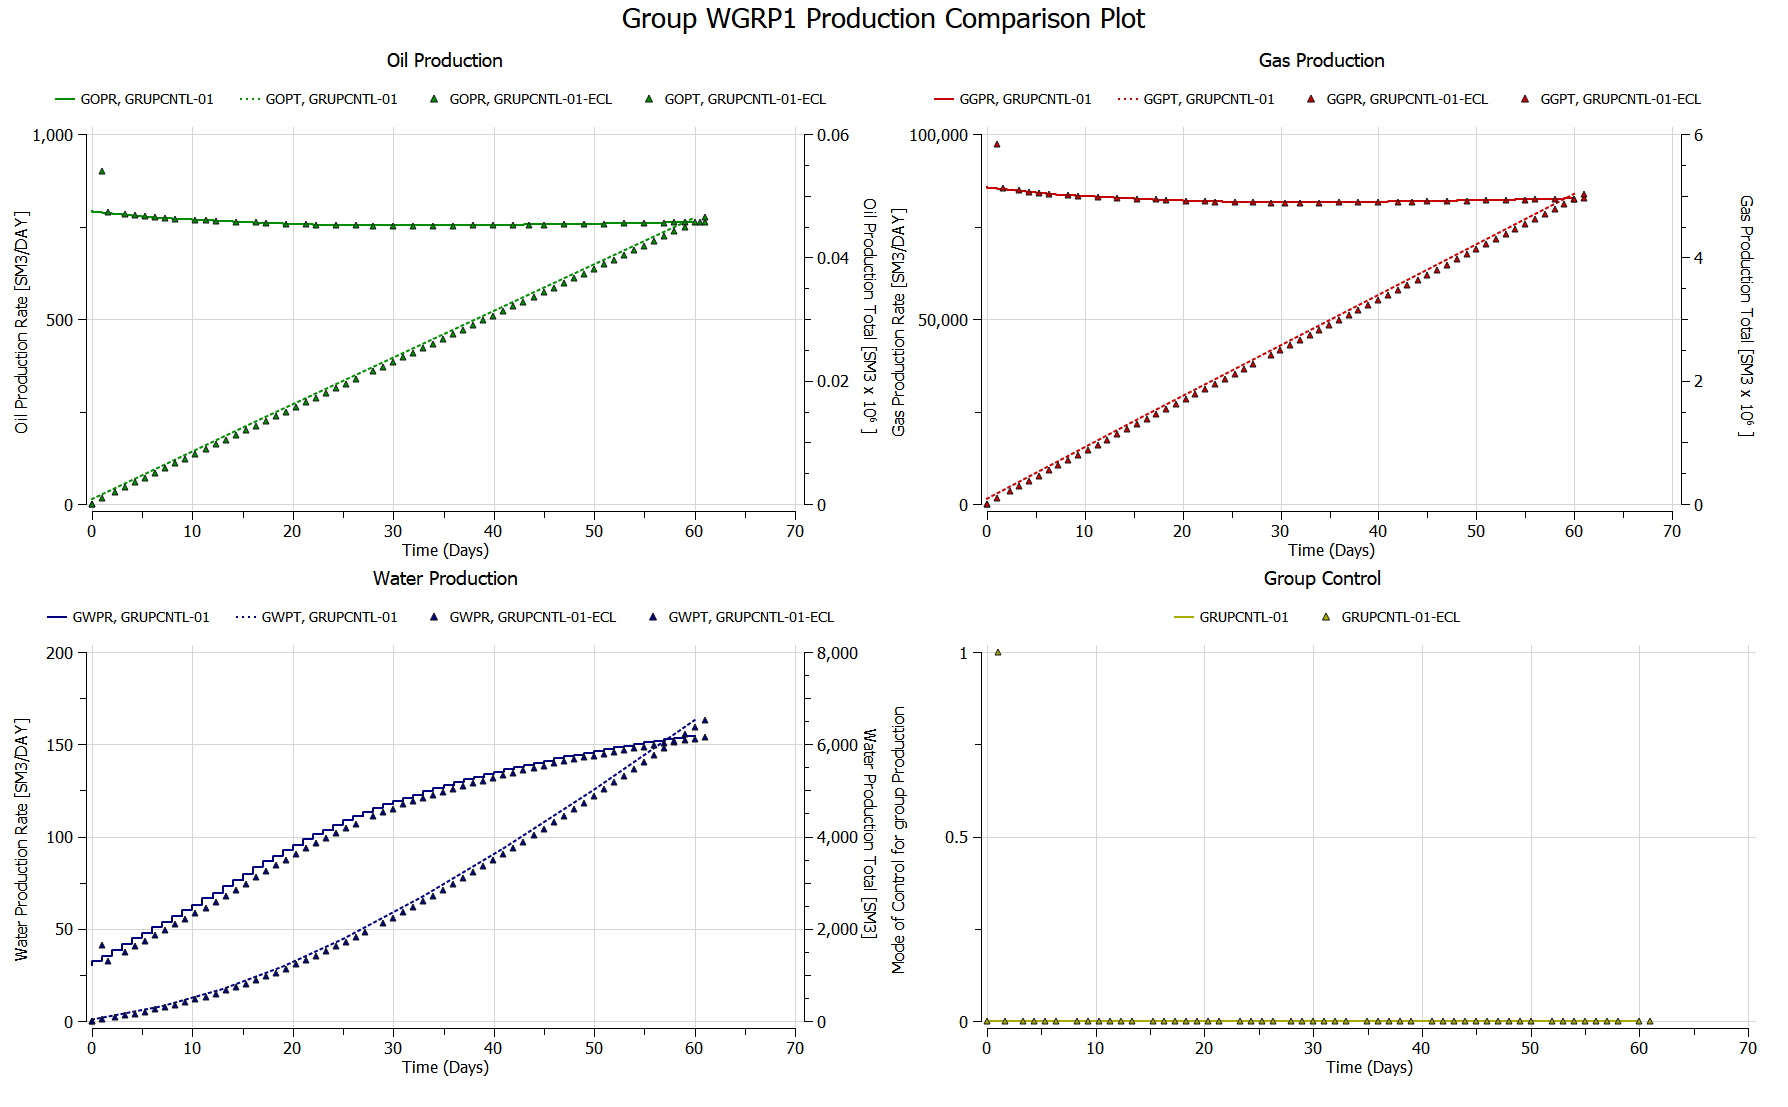 Group WGRP1 Production Comparison Plot
Oil Production
GOPR, GRUPCNTL-01 GOPT, GRUPCNTL-01 GOPR, GRUPCNTL-01-ECL GOPT, GRUPCNTL-01-ECL
Oil Production Rate [SM3/DAY]
1,000
500
0
0.06
0.04
0.02
0
Oil Production Total [SM3 x 10⁶ ]
0 10 20 30 40 50 60 70
Time (Days)
Gas Production
GGPR, GRUPCNTL-01 GGPT, GRUPCNTL-01 GGPR, GRUPCNTL-01-ECL GGPT, GRUPCNTL-01-ECL
Gas Production Rate [SM3/DAY]
100,000
50,000
0
6
4
2
0
Gas Production Total [SM3 x 10⁶ ]
0 10 20 30 40 50 60 70
Time (Days)
Water Production
GWPR, GRUPCNTL-01 GWPT, GRUPCNTL-01 GWPR, GRUPCNTL-01-ECL GWPT, GRUPCNTL-01-ECL
Water Production Rate [SM3/DAY]
200
150
100
50
0
8,000
6,000
4,000
2,000
0
Water Production Total [SM3]
0 10 20 30 40 50 60 70
Time (Days)
Group Control
GRUPCNTL-01 GRUPCNTL-01-ECL
Mode of Control for group Production
1
0.5
0
0 10 20 30 40 50 60 70
Time (Days)